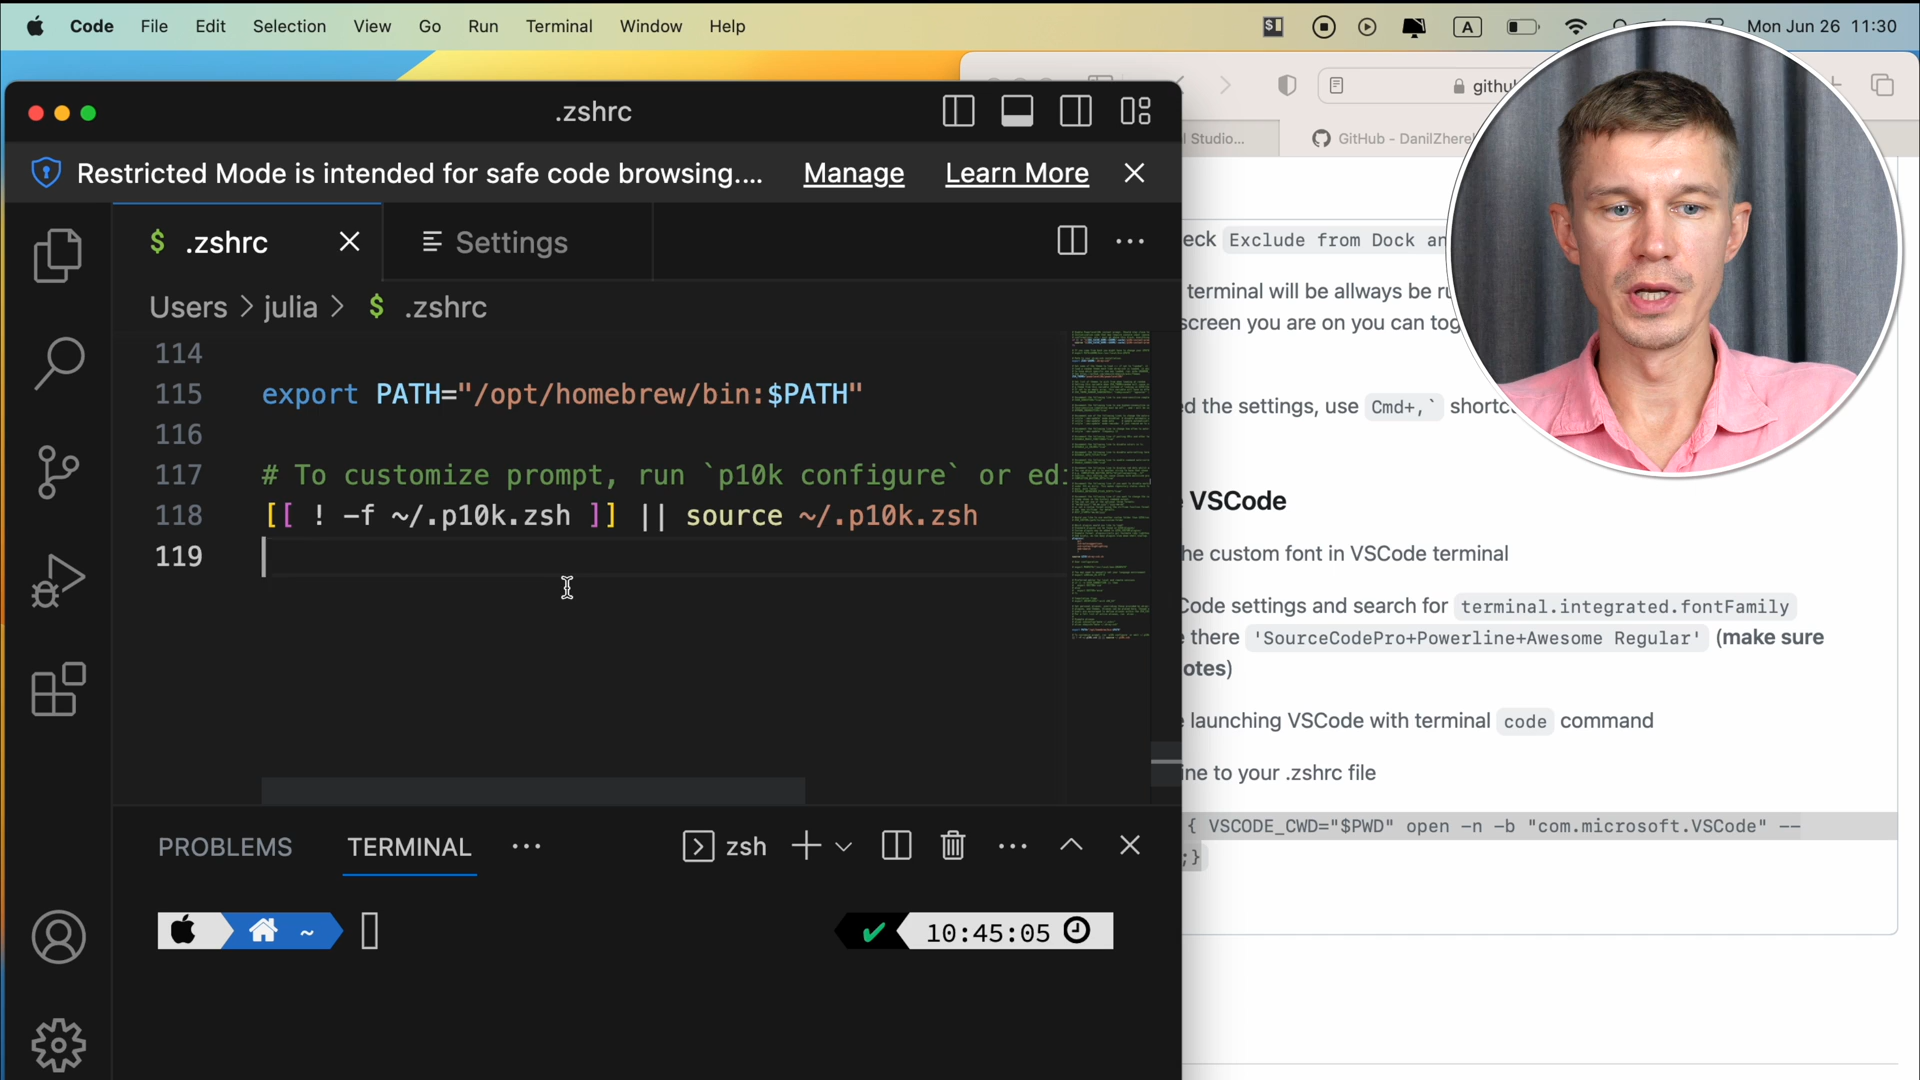 Code File Edit Selection View Go Run Terminal Window Help
$ A Mon Jun 26 11:30
.zshrc
Restricted Mode is intended for safe code browsing.... Manage Learn More
$ .zshrc Settings
Users > julia > $ .zshrc
114
115 export PATH="/opt/homebrew/bin:$PATH"
116
117 # To customize prompt, run `p10k configure` or ed
118 [[ ! -f ~/.p10k.zsh ]] || source ~/.p10k.zsh
119
PROBLEMS TERMINAL ... zsh
~ 10:45:05
githu
l Studio... GitHub - DanilZhere
eck Exclude from Dock an
terminal will be allways be ru
screen you are on you can tog
ed the settings, use Cmd+,` shortc
VSCode
he custom font in VSCode terminal
Code settings and search for terminal.integrated.fontFamily
e there 'SourceCodePro+Powerline+Awesome Regular' (make sure
otes)
e launching VSCode with terminal code command
ine to your .zshrc file
{ VSCODE_CWD="$PWD" open -n -b "com.microsoft.VSCode" --
;}